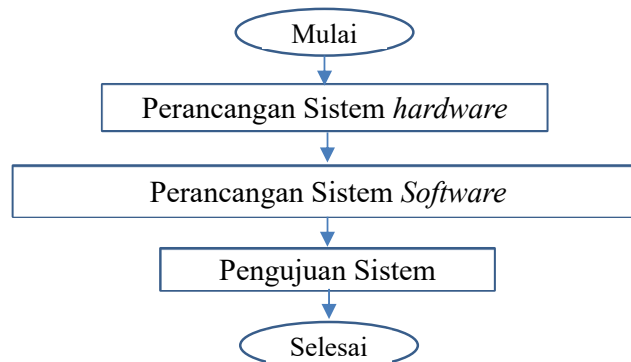 Mulai
Perancangan Sistem hardware
Perancangan Sistem Software
Pengujuan Sistem
Selesai